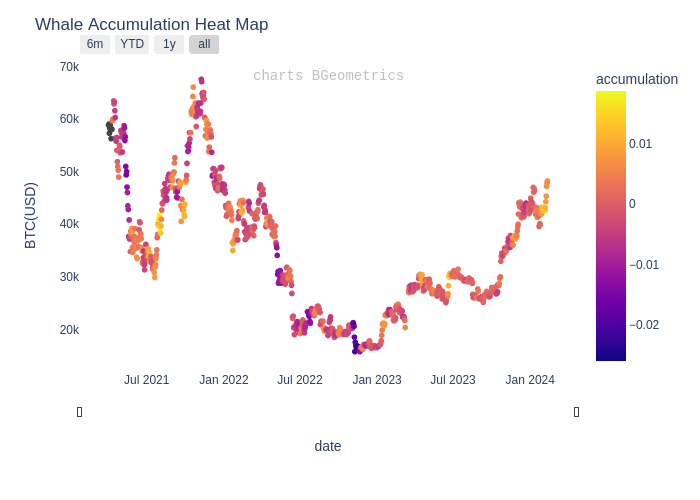 Whale Accumulation Heat Map
6m YTD 1y all
charts BGeometrics
accumulation
70k
60k
50k
40k
30k
20k
BTC(USD)
0.01
0
−0.01
−0.02
Jul 2021 Jan 2022 Jul 2022 Jan 2023 Jul 2023 Jan 2024
date